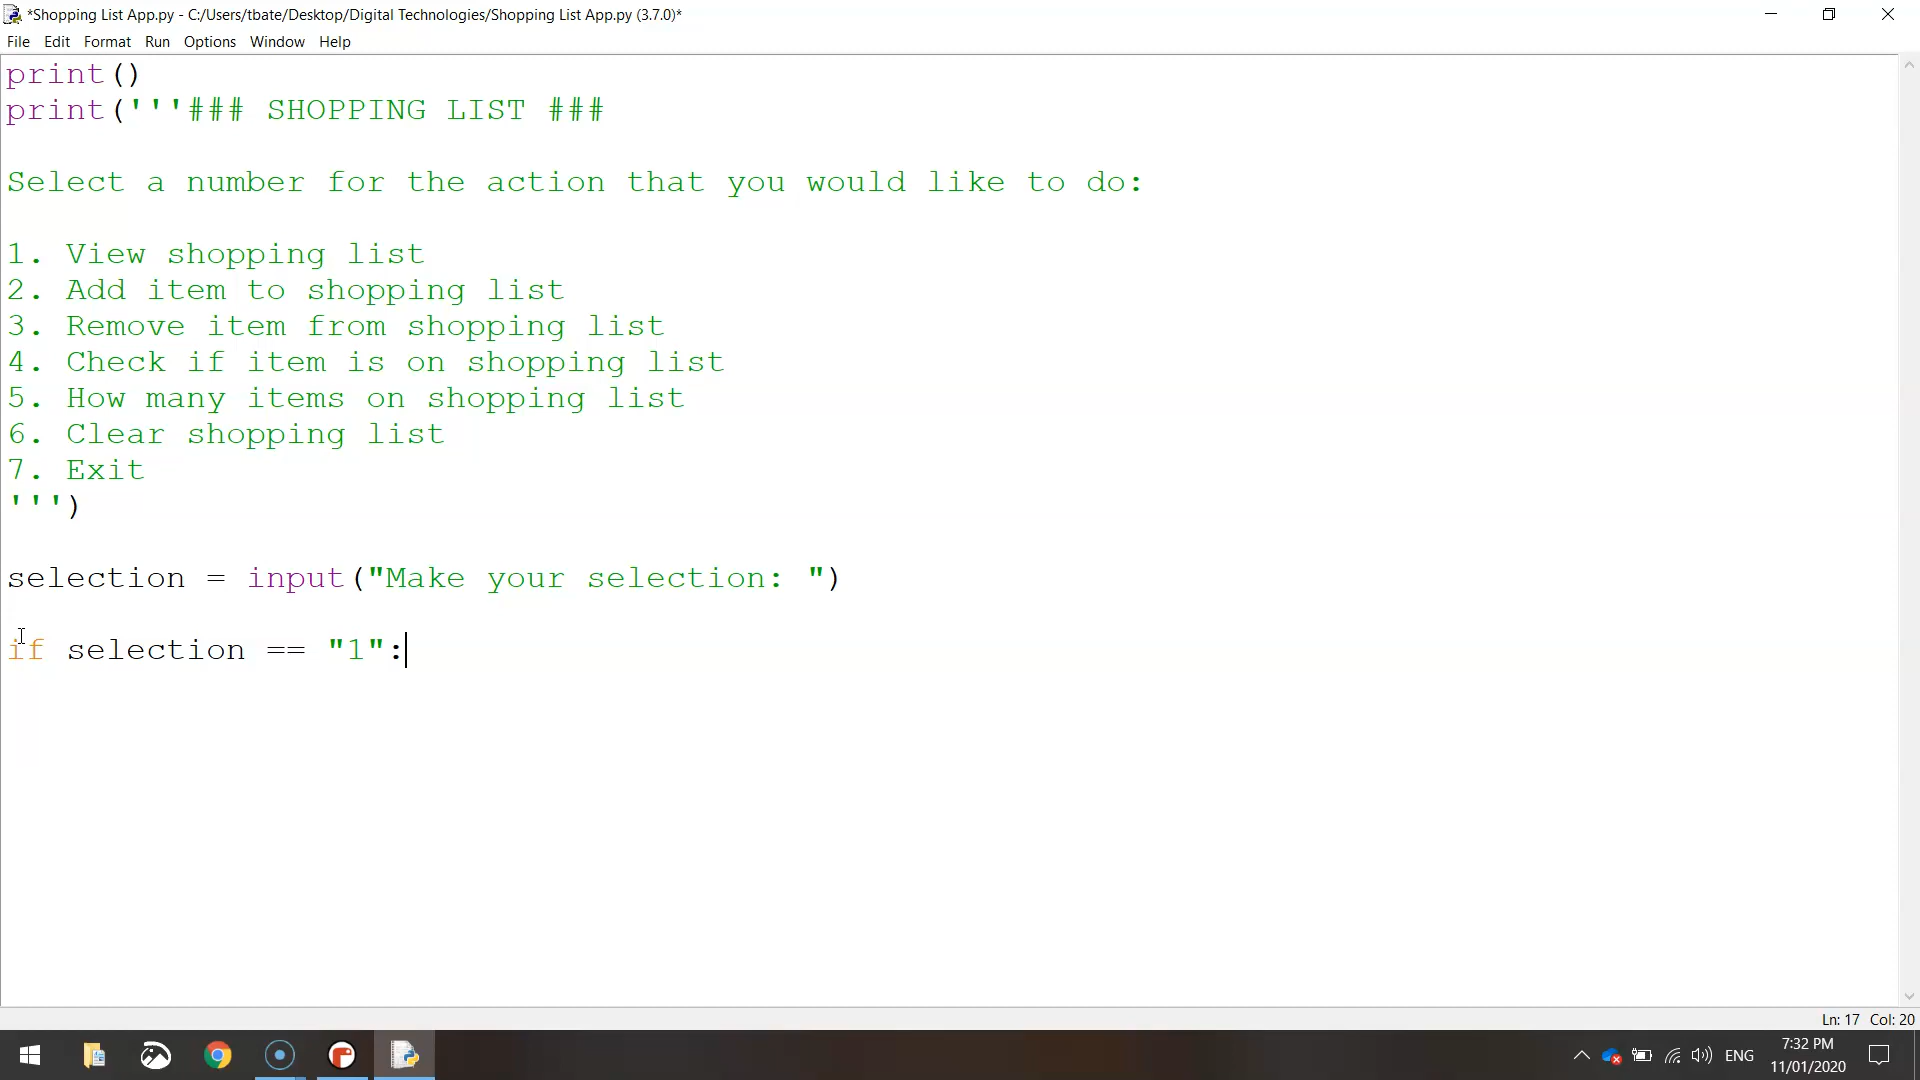 *Shopping List App.py - C:/Users/tbate/Desktop/Digital Technologies/Shopping List App.py (3.7.0)*
File Edit Format Run Options Window Help
print()
print('''### SHOPPING LIST ###
Select a number for the action that you would like to do:
1. View shopping list
2. Add item to shopping list
3. Remove item from shopping list
4. Check if item is on shopping list
5. How many items on shopping list
6. Clear shopping list
7. Exit
''')
selection = input("Make your selection: ")
if selection == "1":
Ln: 17 Col: 20
ENG
7:32 PM
11/01/2020